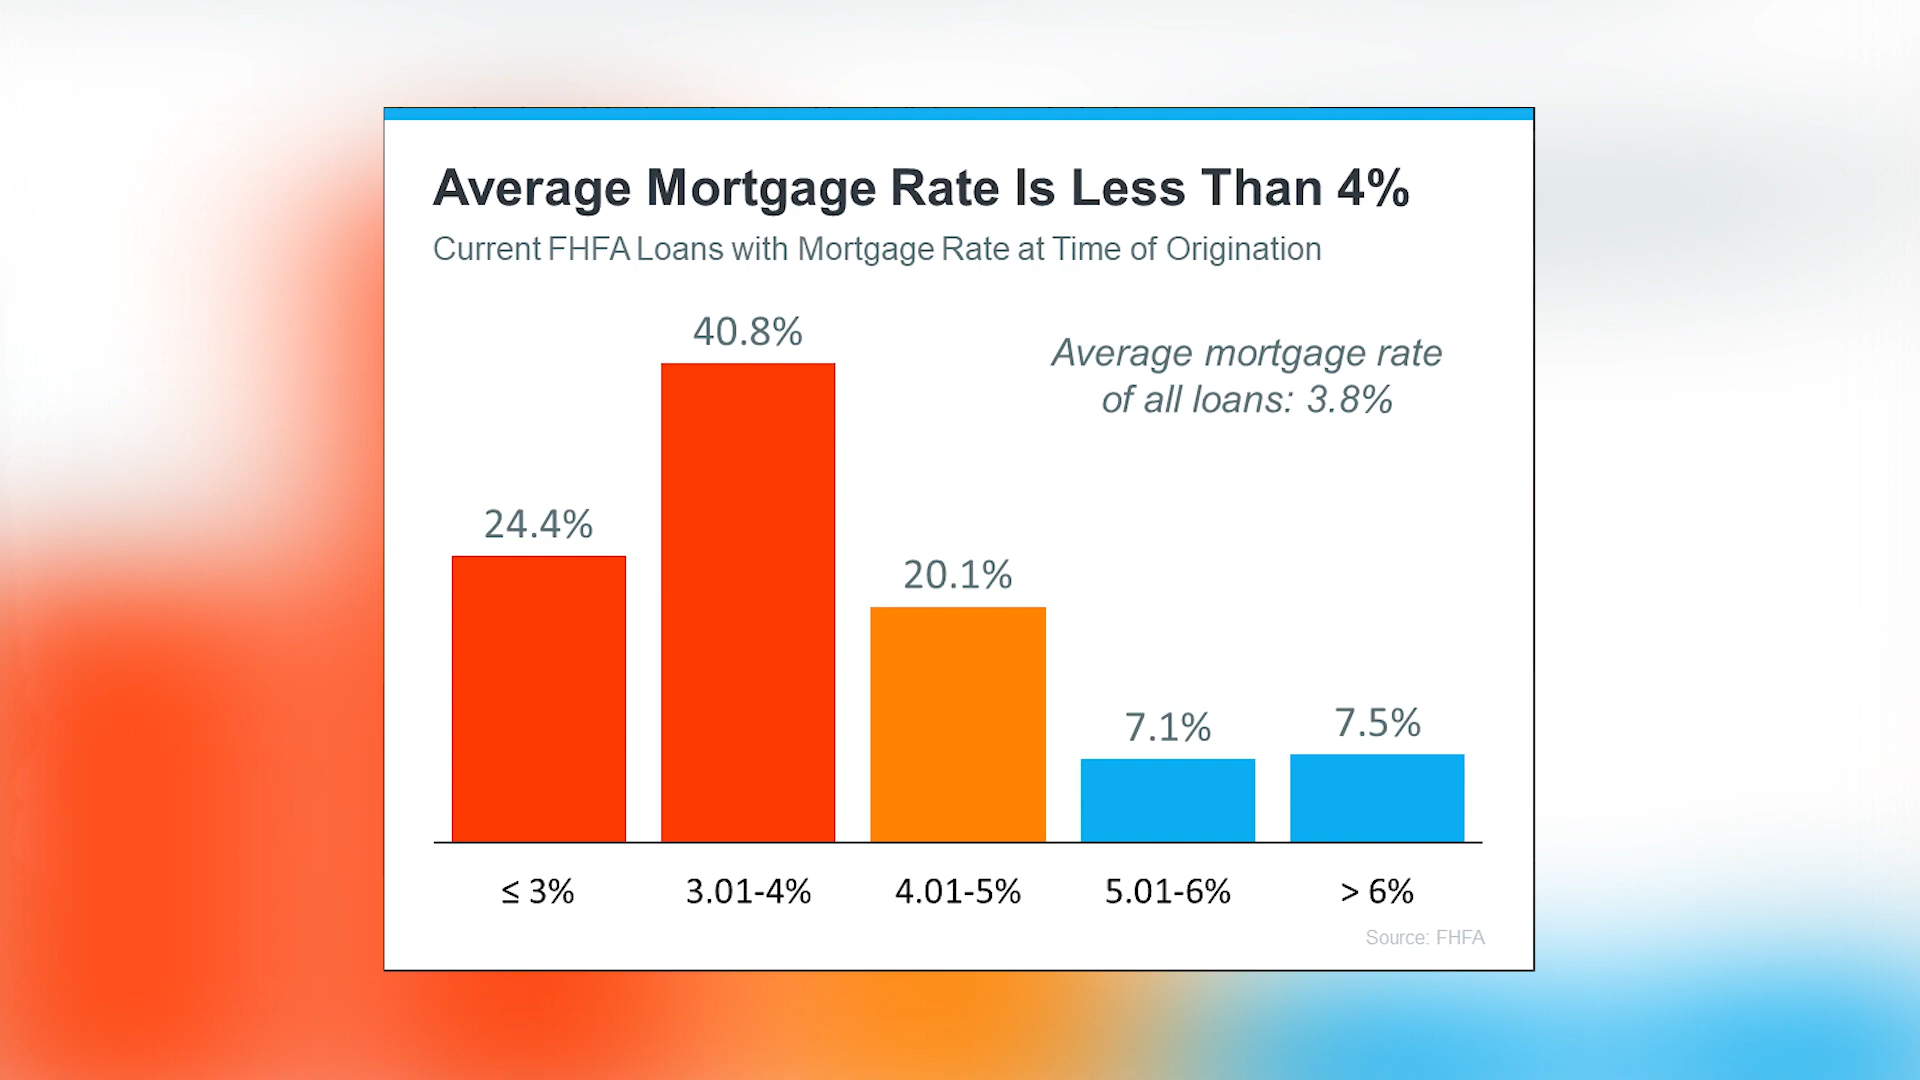 Average Mortgage Rate Is Less Than 4%
Current FHFA Loans with Mortgage Rate at Time of Origination
Average mortgage rate
of all loans: 3.8%
24.4%
40.8%
20.1%
7.1%
7.5%
≤ 3%
3.01-4%
4.01-5%
5.01-6%
> 6%
Source: FHFA